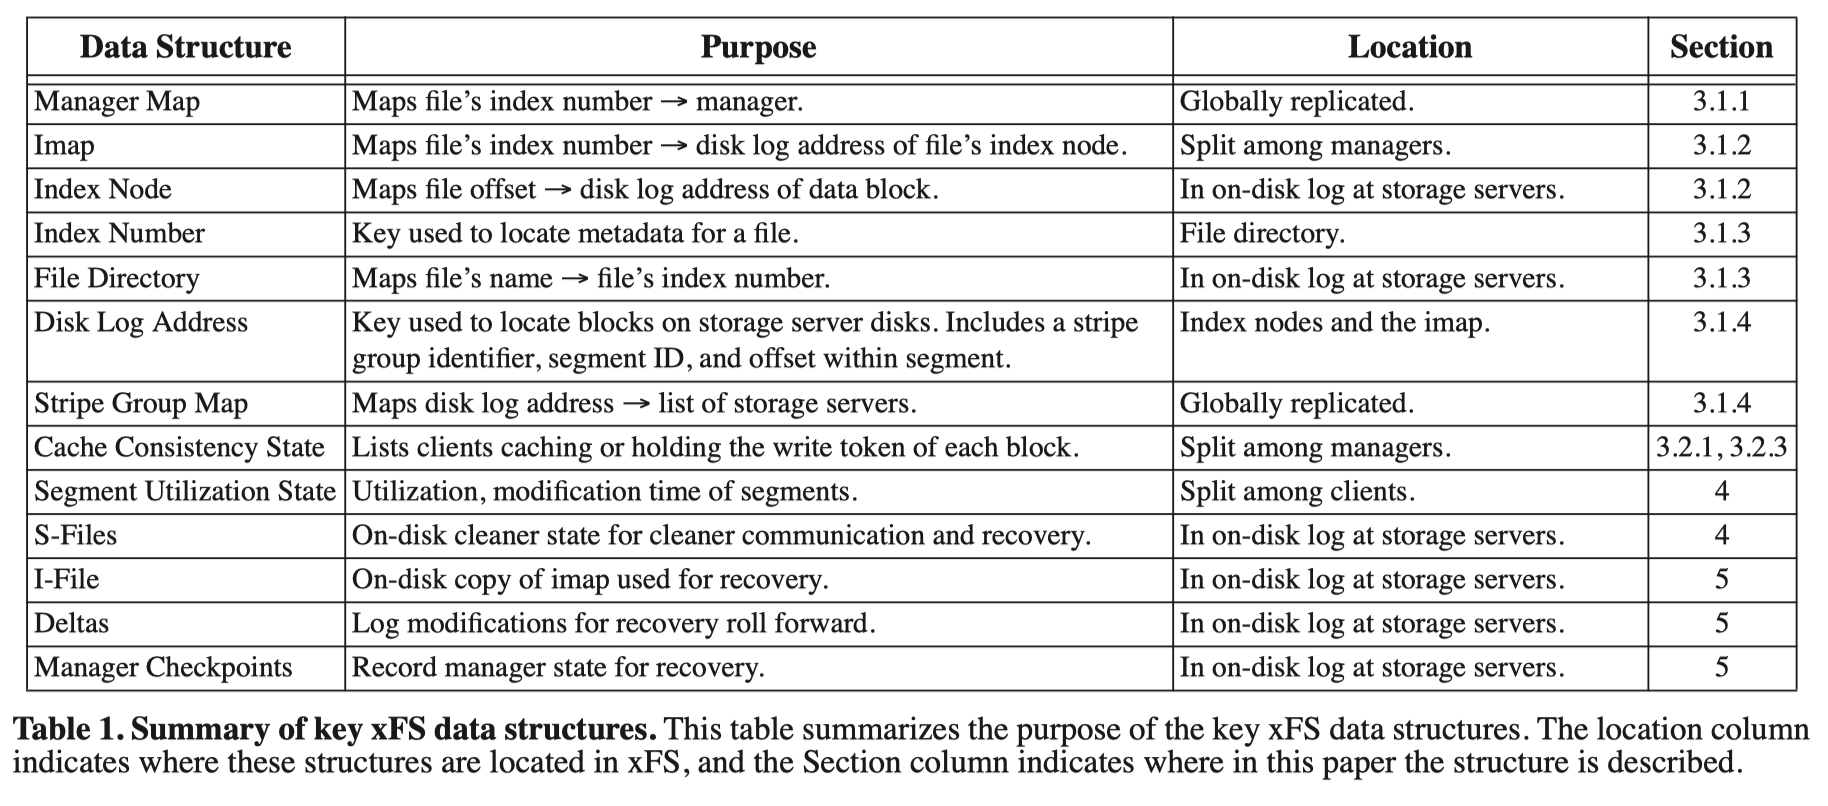 Data Structure Purpose Location Section
Manager Map Maps file’s index number → manager. Globally replicated. 3.1.1
Imap Maps file’s index number → disk log address of file’s index node. Split among managers. 3.1.2
Index Node Maps file offset → disk log address of data block. In on-disk log at storage servers. 3.1.2
Index Number Key used to locate metadata for a file. File directory. 3.1.3
File Directory Maps file’s name → file’s index number. In on-disk log at storage servers. 3.1.3
Disk Log Address Key used to locate blocks on storage server disks. Includes a stripe Index nodes and the imap. 3.1.4
group identifier, segment ID, and offset within segment.
Stripe Group Map Maps disk log address → list of storage servers. Globally replicated. 3.1.4
Cache Consistency State Lists clients caching or holding the write token of each block. Split among managers. 3.2.1, 3.2.3
Segment Utilization State Utilization, modification time of segments. Split among clients. 4
S-Files On-disk cleaner state for cleaner communication and recovery. In on-disk log at storage servers. 4
I-File On-disk copy of imap used for recovery. In on-disk log at storage servers. 5
Deltas Log modifications for recovery roll forward. In on-disk log at storage servers. 5
Manager Checkpoints Record manager state for recovery. In on-disk log at storage servers. 5
Table 1. Summary of key xFS data structures. This table summarizes the purpose of the key xFS data structures. The location column
indicates where these structures are located in xFS, and the Section column indicates where in this paper the structure is described.